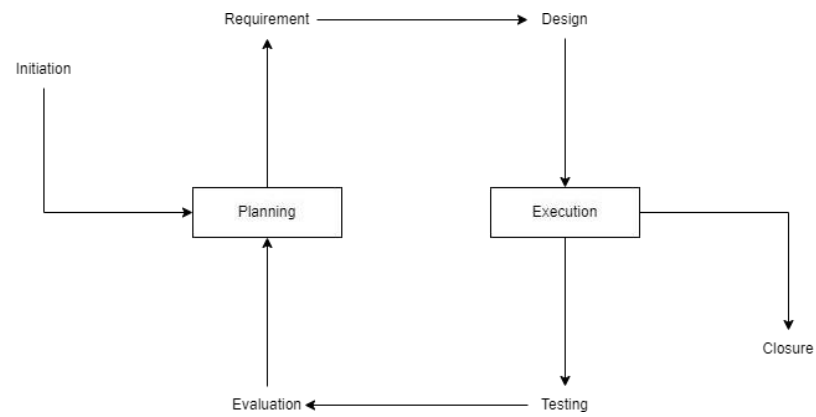 Requirement
Design
Initiation
Planning
Execution
Closure
Evaluation
Testing